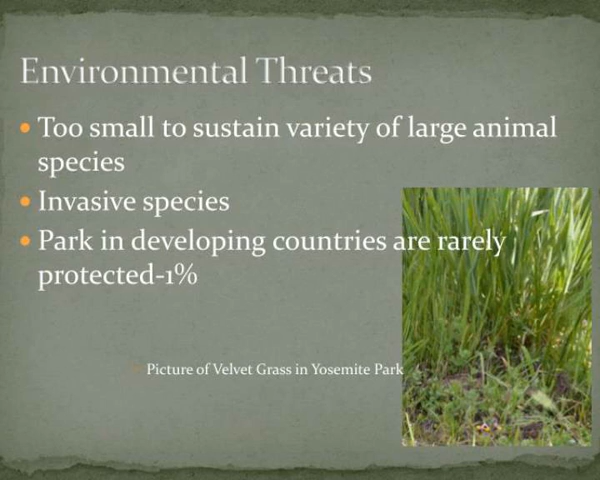 Environmental Threats
Too small to sustain variety of large animal
species
Invasive species
Park in developing countries are rarely
protected-1%
Picture of Velvet Grass in Yosemite Park